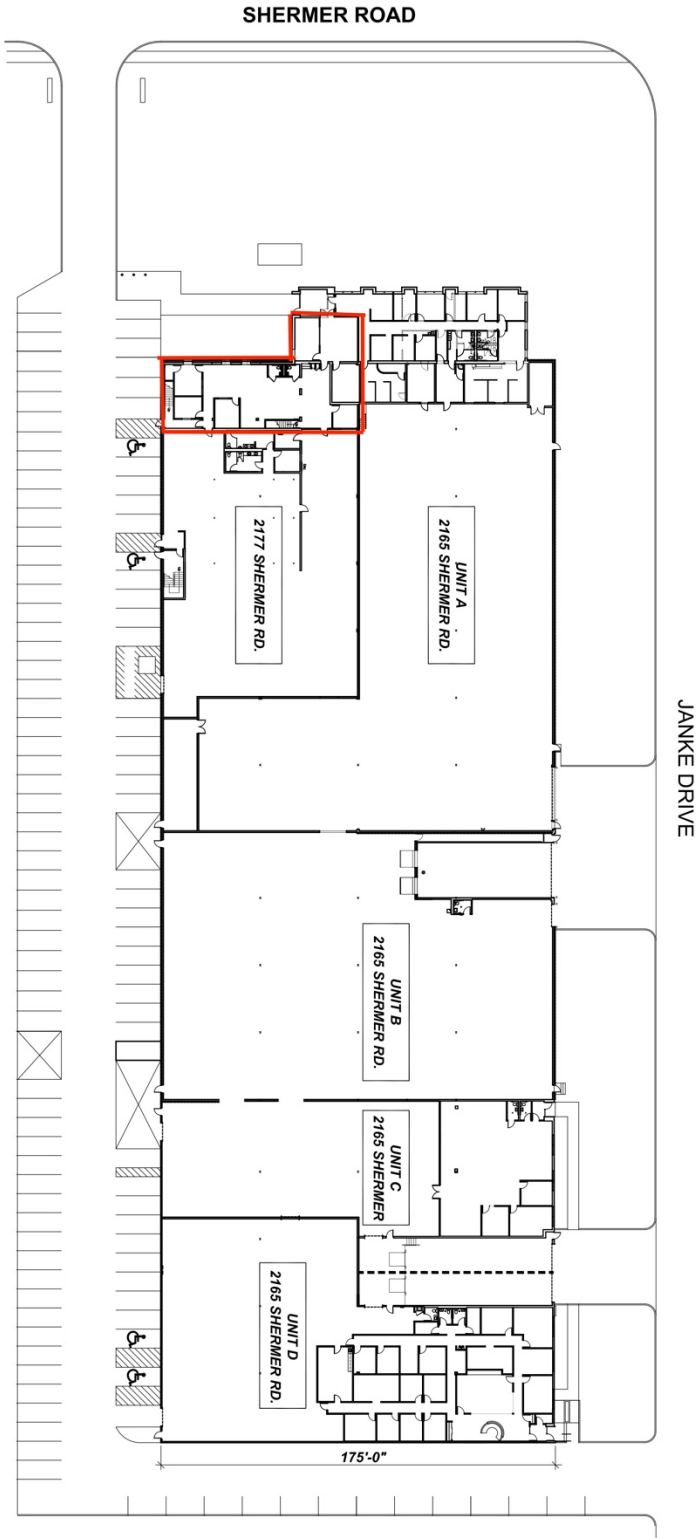 SHERMER ROAD
JANKE DRIVE
2177 SHERMER RD.
UNIT A
2165 SHERMER RD.
UNIT B
2165 SHERMER RD.
UNIT C
2165 SHERMER
UNIT D
2165 SHERMER RD.
175'-0"